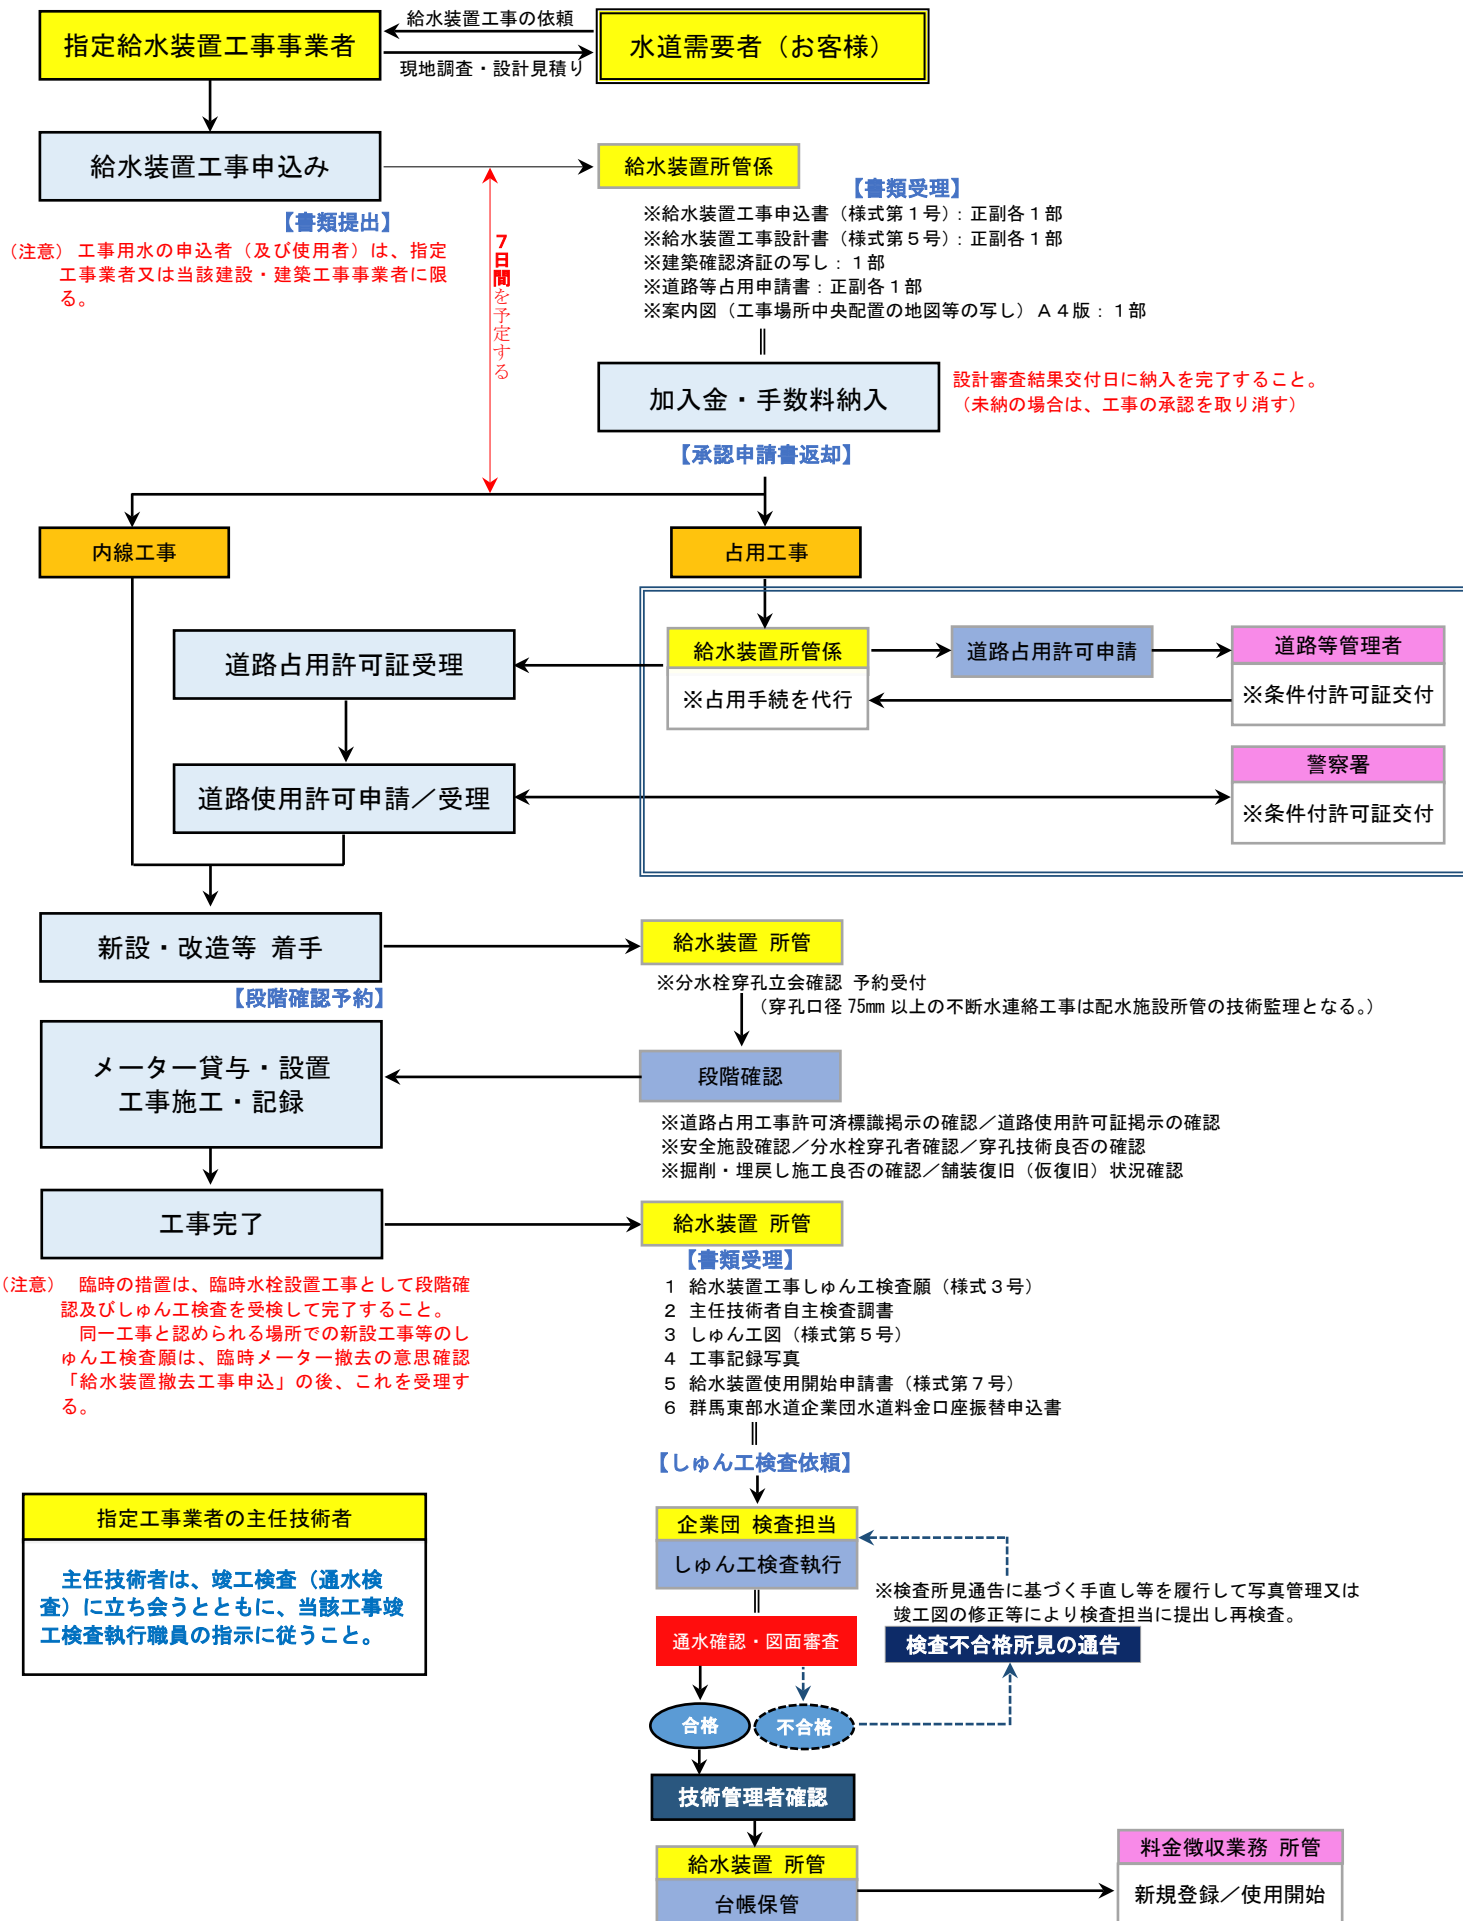 給水装置工事の依頼
指定給水装置工事事業者
水道需要者（お客様）
現地調査・設計見積り
給水装置工事申込み
給水装置所管係
【書類提出】
【書類受理】
（注意）工事用水の申込者（及び使用者）は、指定
工事業者又は当該建設・建築工事事業者に限
る。
7日間を予定する
※給水装置工事申込書（様式第１号）：正副各１部
※給水装置工事設計書（様式第５号）：正副各１部
※建築確認済証の写し：１部
※道路等占用申請書：正副各１部
※案内図（工事場所中央配置の地図等の写し）Ａ４版：１部
加入金・手数料納入
設計審査結果交付日に納入を完了すること。
（未納の場合は、工事の承認を取り消す）
【承認申請書返却】
内線工事
占用工事
道路占用許可証受理
給水装置所管係
※占用手続を代行
道路占用許可申請
道路等管理者
※条件付許可証交付
道路使用許可申請／受理
警察署
※条件付許可証交付
新設・改造等 着手
給水装置 所管
【段階確認予約】
※分水栓穿孔立会確認 予約受付
（穿孔口径75mm以上の不断水連絡工事は配水施設所管の技術監理となる。）
メーター貸与・設置
工事施工・記録
段階確認
※道路占用工事許可済標識掲示の確認／道路使用許可証掲示の確認
※安全施設確認／分水栓穿孔者確認／穿孔技術良否の確認
※掘削・埋戻し施工良否の確認／舗装復旧（仮復旧）状況確認
工事完了
給水装置 所管
【書類受理】
（注意） 臨時の措置は、臨時水栓設置工事として段階確
認及びしゅん工検査を受検して完了すること。
同一工事と認められる場所での新設工事等のし
ゅん工検査願は、臨時メーター撤去の意思確認
「給水装置撤去工事申込」の後、これを受理す
る。
１ 給水装置工事しゅん工検査願（様式３号）
２ 主任技術者自主検査調書
３ しゅん工図（様式第５号）
４ 工事記録写真
５ 給水装置使用開始申請書（様式第７号）
６ 群馬東部水道企業団水道料金口座振替申込書
【しゅん工検査依頼】
指定工事業者の主任技術者
主任技術者は、竣工検査（通水検
査）に立ち会うとともに、当該工事竣
工検査執行職員の指示に従うこと。
企業団 検査担当
しゅん工検査執行
※検査所見通告に基づく手直し等を履行して写真管理又は
竣工図の修正等により検査担当に提出し再検査。
通水確認・図面審査
検査不合格所見の通告
合格
不合格
技術管理者確認
給水装置 所管
台帳保管
料金徴収業務 所管
新規登録／使用開始